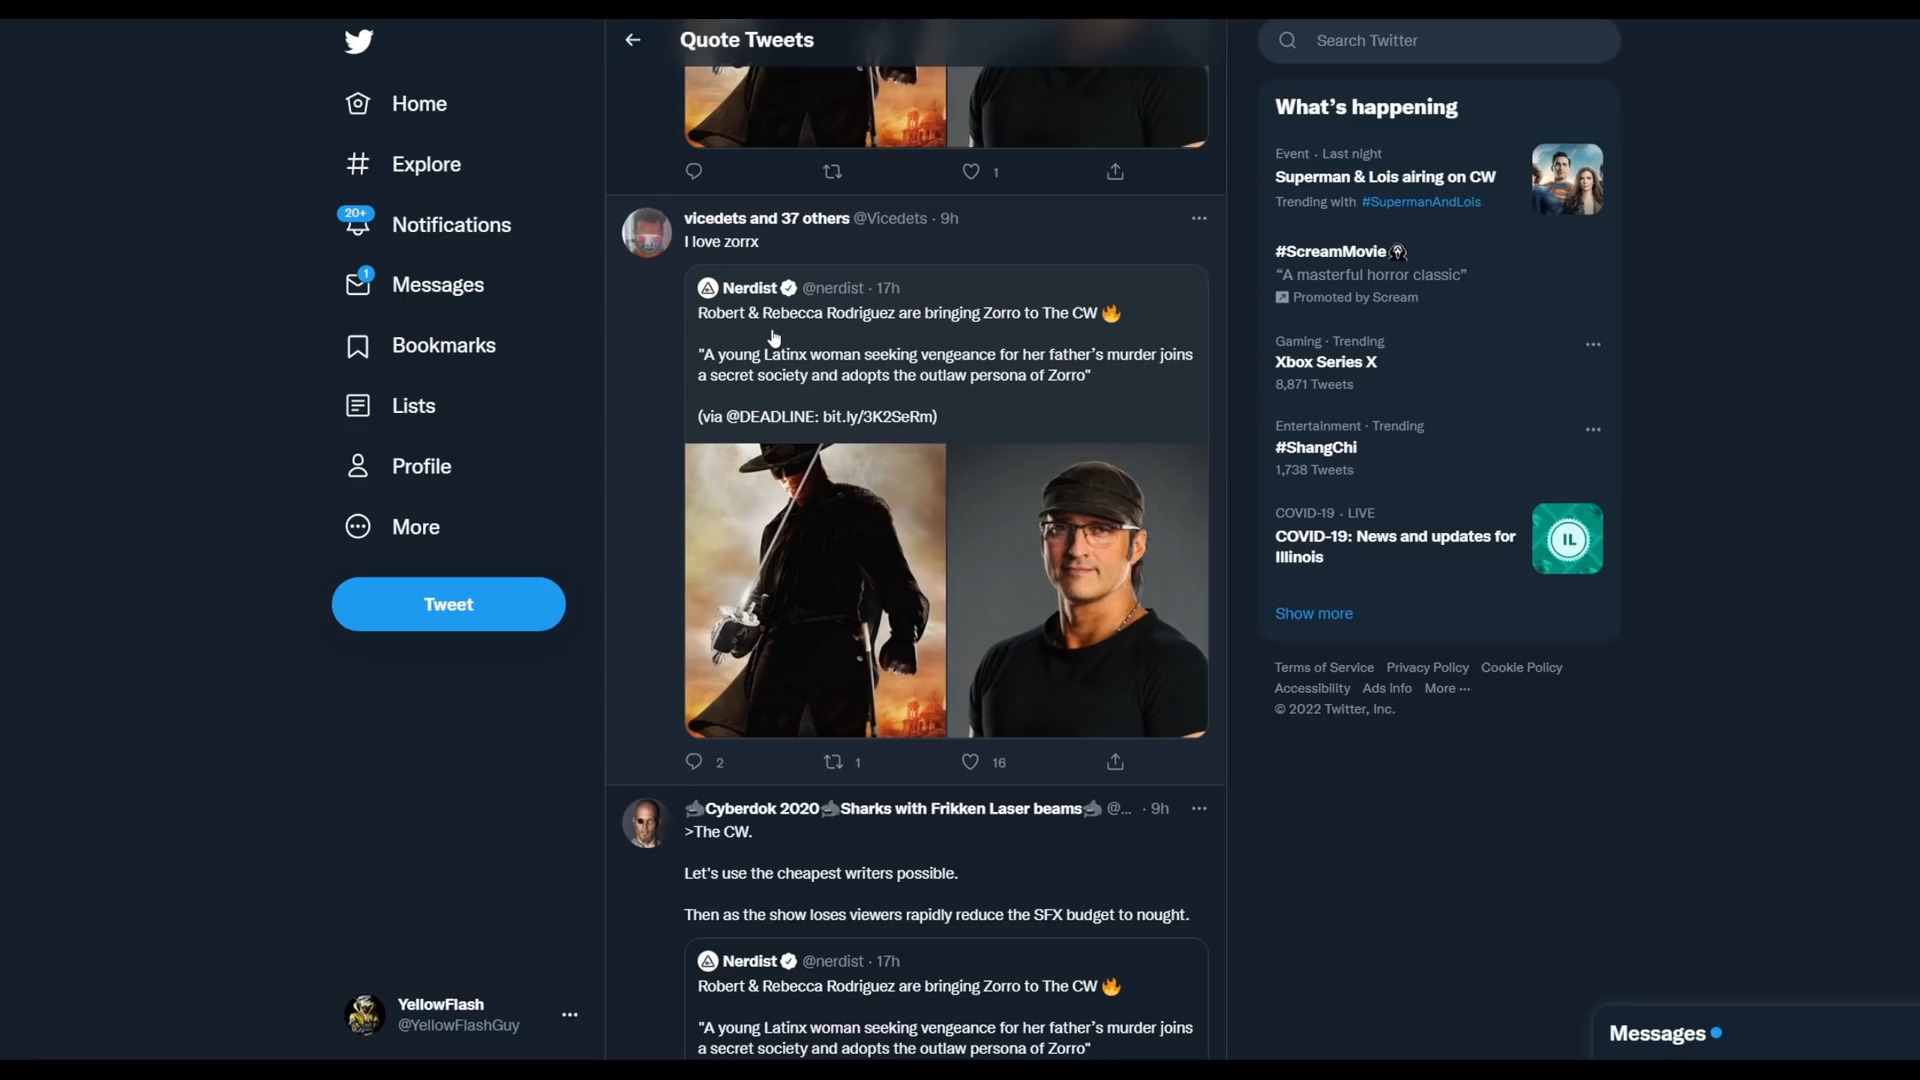 Home
Explore
20+
Notifications
1
Messages
Bookmarks
Lists
Profile
More
Tweet
YellowFlash
@YellowFlashGuy
Quote Tweets
1
vicedets and 37 others @Vicedets · 9h
I love zorrx
Nerdist @nerdist · 17h
Robert & Rebecca Rodriguez are bringing Zorro to The CW 🔥
"A young Latinx woman seeking vengeance for her father's murder joins
a secret society and adopts the outlaw persona of Zorro"
(via @DEADLINE: bit.ly/3K2SeRm)
2 1 16
🦈Cyberdok 2020🦈Sharks with Frikken Laser beams🦈 @... · 9h
>The CW.
Let's use the cheapest writers possible.
Then as the show loses viewers rapidly reduce the SFX budget to nought.
Nerdist @nerdist · 17h
Robert & Rebecca Rodriguez are bringing Zorro to The CW 🔥
"A young Latinx woman seeking vengeance for her father's murder joins
a secret society and adopts the outlaw persona of Zorro"
Search Twitter
What's happening
Event · Last night
Superman & Lois airing on CW
Trending with #SupermanAndLois
#ScreamMovie
"A masterful horror classic"
Promoted by Scream
Gaming · Trending
Xbox Series X
8,871 Tweets
Entertainment · Trending
#ShangChi
1,738 Tweets
COVID-19 · LIVE
COVID-19: News and updates for
Illinois
IL
Show more
Terms of Service Privacy Policy Cookie Policy
Accessibility Ads info More ···
© 2022 Twitter, Inc.
Messages